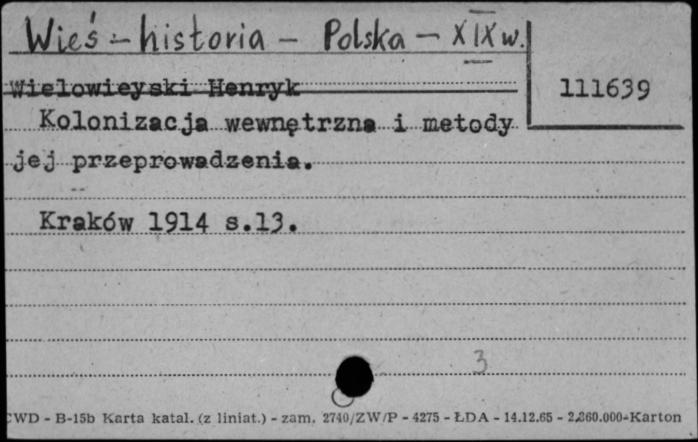 Wieś – historia – Polska – XIX w.
111639
Wielowieyski Henryk
Kolonizacja wewnętrzna i metody
jej przeprowadzenia.
Kraków 1914 s.13.
3
CWD - B-15b Karta katal. (z liniat.) - zam. 2740/ZW/P - 4275 - ŁDA - 14.12.65 - 2.860.000-Karton